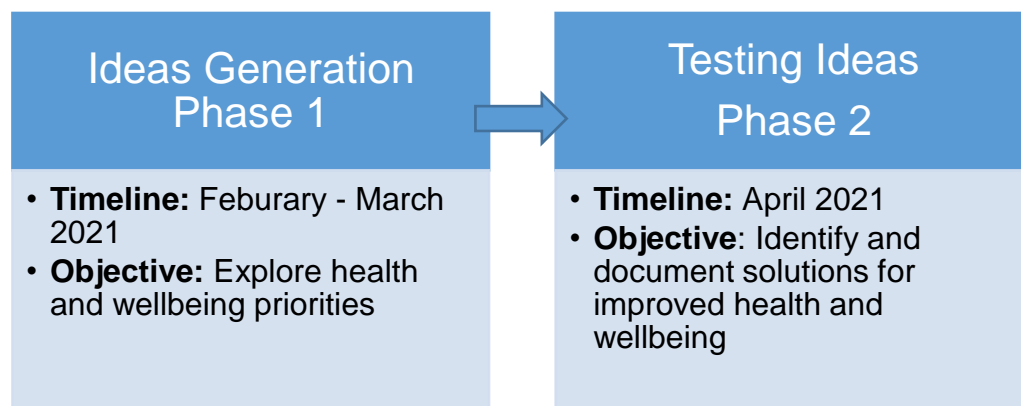 Ideas Generation
Phase 1
• Timeline: Feburary - March
2021
• Objective: Explore health
and wellbeing priorities
Testing Ideas
Phase 2
• Timeline: April 2021
• Objective: Identify and
document solutions for
improved health and
wellbeing